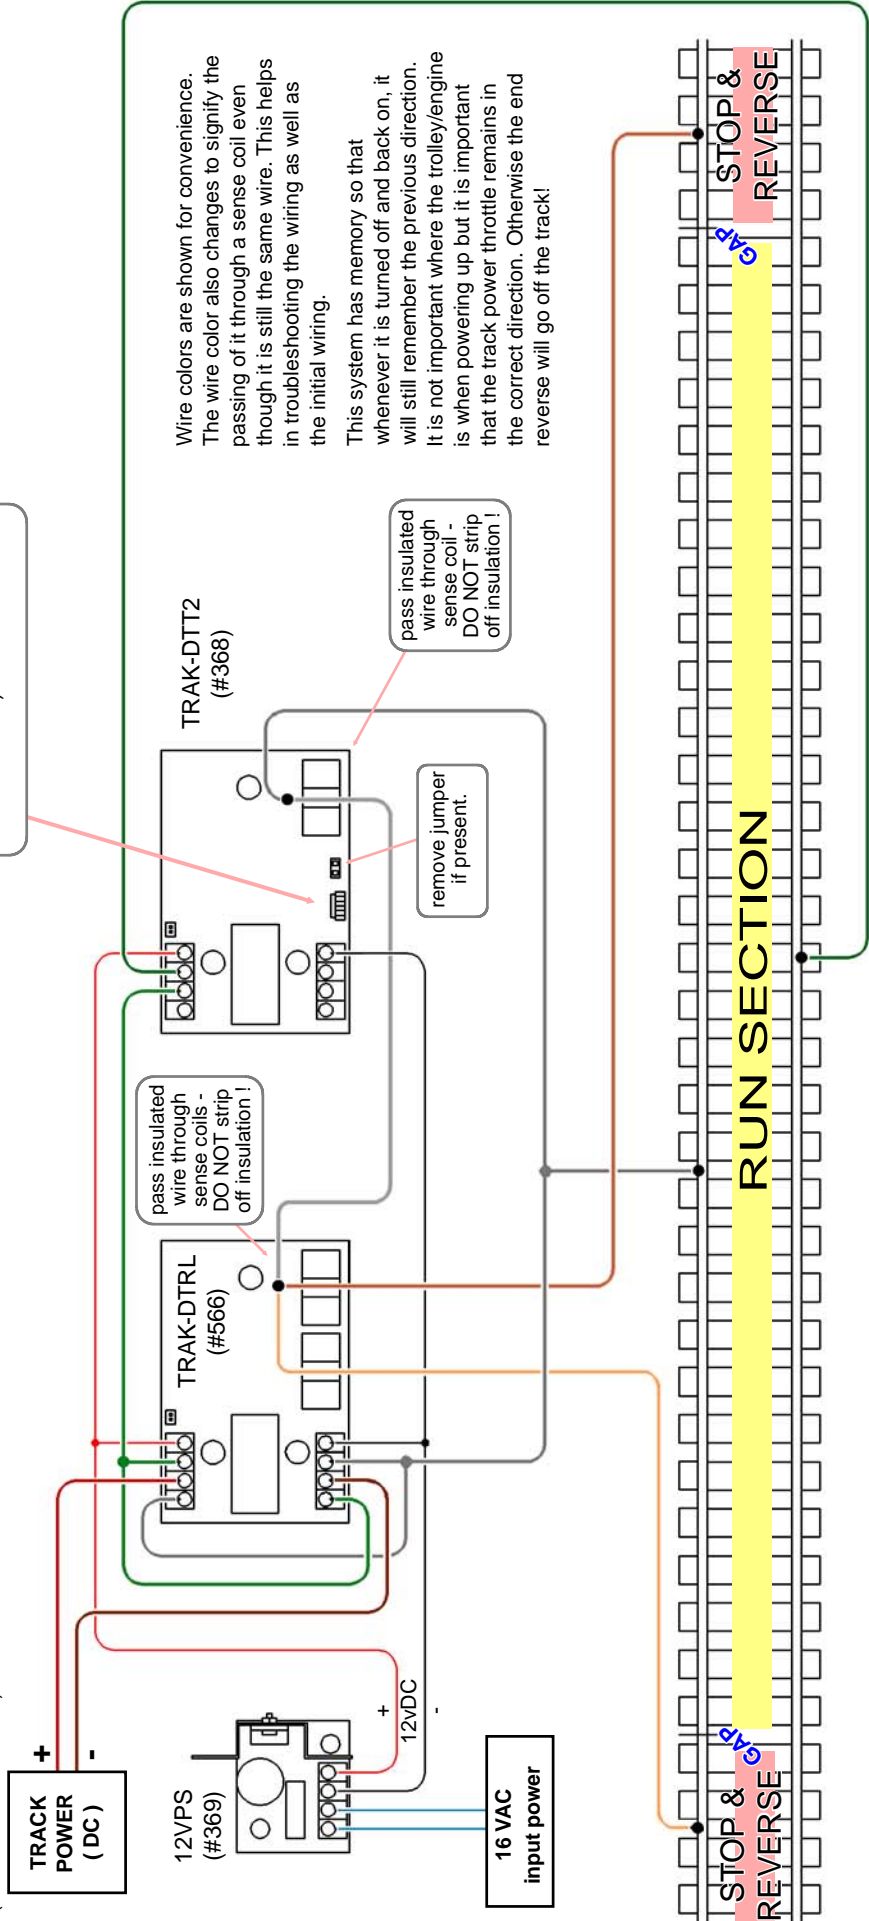 Wire colors are shown for convenience.
The wire color also changes to signify the
passing of it through a sense coil even
though it is still the same wire. This helps
in troubleshooting the wiring as well as
the initial wiring.
This system has memory so that
whenever it is turned off and back on, it
will still remember the previous direction.
It is not important where the trolley/engine
is when powering up but it is important
that the track power throttle remains in
the correct direction. Otherwise the end
reverse will go off the track!
TRAK-DTT2
(#368)
pass insulated
wire through
sense coil -
DO NOT strip
off insulation !
remove jumper
if present.
pass insulated
wire through
sense coils -
DO NOT strip
off insulation !
TRAK-DTRL
(#566)
TRACK
POWER
( DC )
+
-
12VPS
(#369)
+
12vDC
-
16 VAC
input power
STOP &
REVERSE
GAP
RUN SECTION
GAP
STOP &
REVERSE